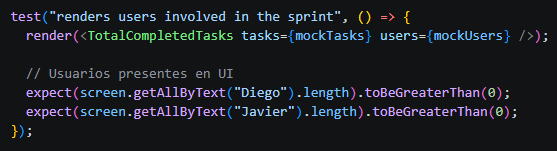 test("renders users involved in the sprint", () => {
  render(<TotalCompletedTasks tasks={mockTasks} users={mockUsers} />);

  // Usuarios presentes en UI
  expect(screen.getAllByText("Diego").length).toBeGreaterThan(0);
  expect(screen.getAllByText("Javier").length).toBeGreaterThan(0);
});